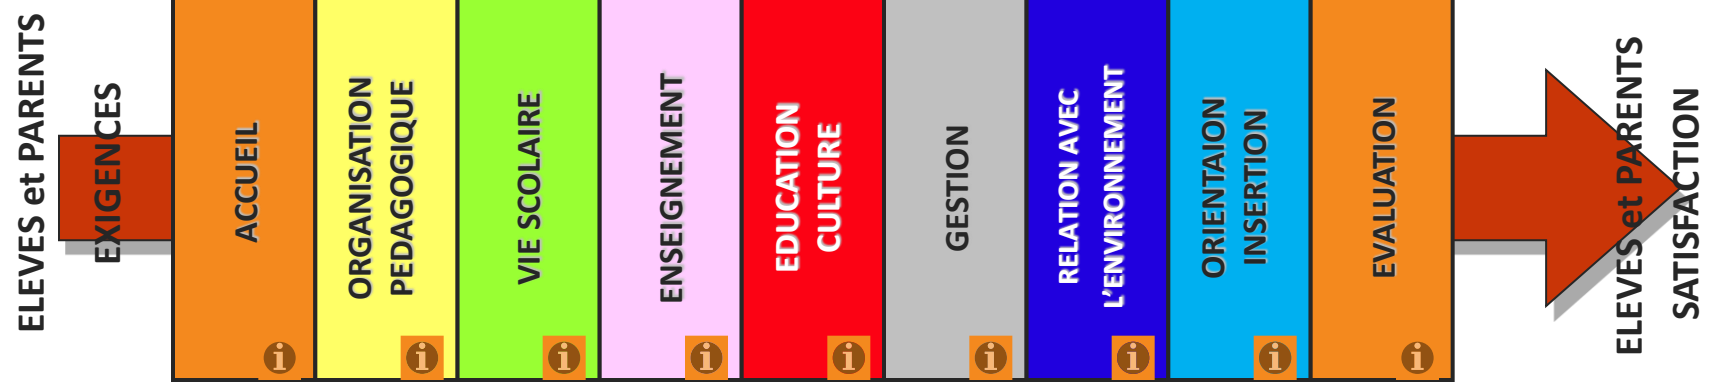 ELEVES et PARENTS
EXIGENCES
ACCUEIL
ORGANISATION
PEDAGOGIQUE
VIE SCOLAIRE
ENSEIGNEMENT
EDUCATION
CULTURE
GESTION
RELATION AVEC
L'ENVIRONNEMENT
ORIENTAION
INSERTION
EVALUATION
ELEVES et PARENTS
SATISFACTION